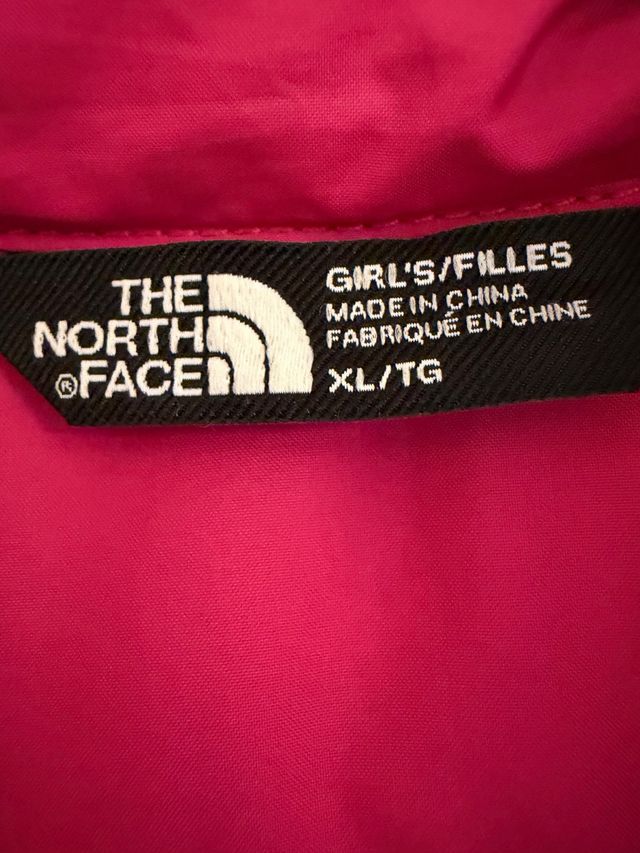 THE
NORTH
® FACE
GIRL'S/FILLES
MADE IN CHINA
FABRIQUÉ EN CHINE
XL/TG